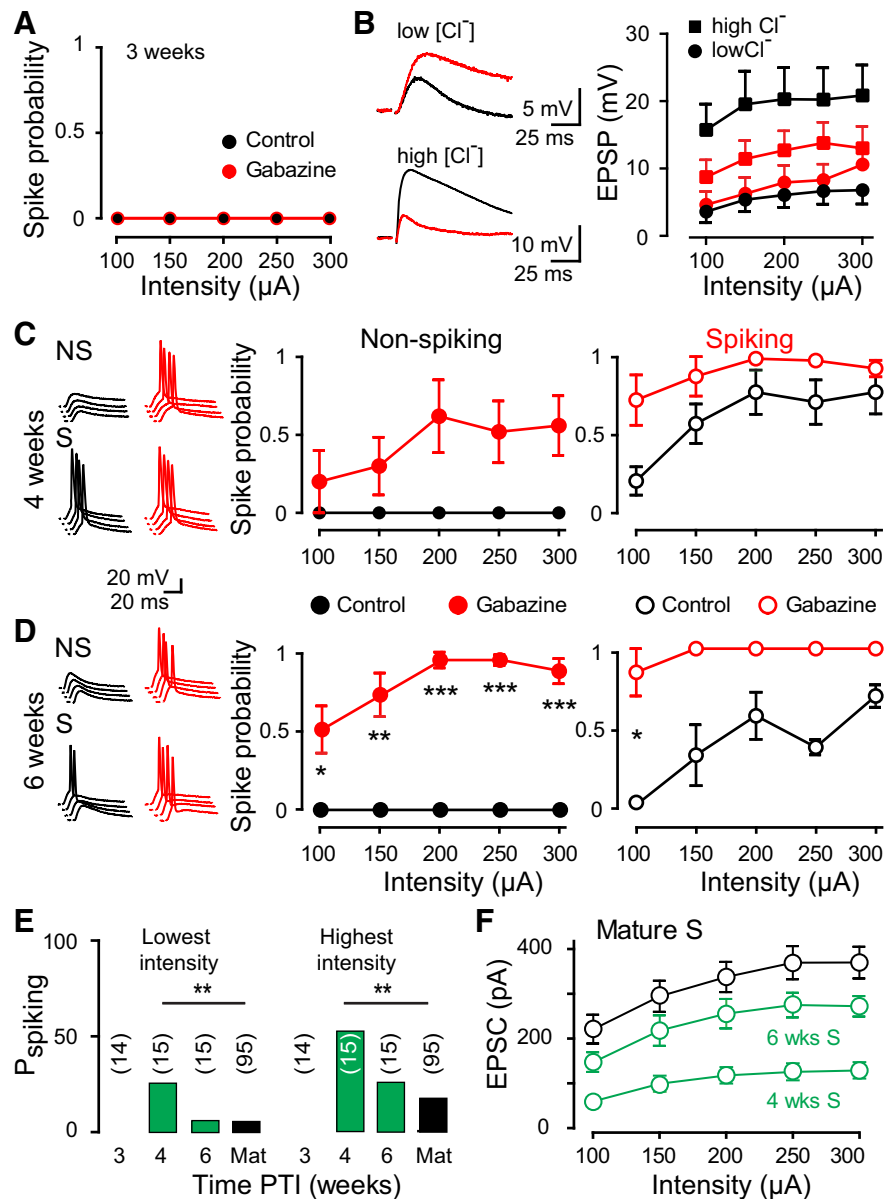 A
3 weeks
Spike probability
1
0.5
0
Control
Gabazine
100 150 200 250 300
Intensity (µA)
B
low [Cl⁻]
5 mV
25 ms
high [Cl⁻]
10 mV
25 ms
high Cl⁻
lowCl⁻
EPSP (mV)
30
20
10
0
100 150 200 250 300
Intensity (µA)
C
4 weeks
NS
S
20 mV
20 ms
Non-spiking
Spike probability
1
0.5
0
100 150 200 250 300
Spiking
1
0.5
0
100 150 200 250 300
Control Gabazine
Control Gabazine
D
6 weeks
NS
S
Spike probability
1
0.5
0
* ** *** *** ***
100 150 200 250 300
Intensity (µA)
1
0.5
0
*
100 150 200 250 300
Intensity (µA)
E
Pspiking
100
50
0
Lowest
intensity
**
(14) (15) (15) (95)
Highest
intensity
**
(14) (15) (15) (95)
3 4 6 Mat 3 4 6 Mat
Time PTI (weeks)
F
Mature S
EPSC (pA)
400
200
0
6 wks S
4 wks S
100 150 200 250 300
Intensity (µA)